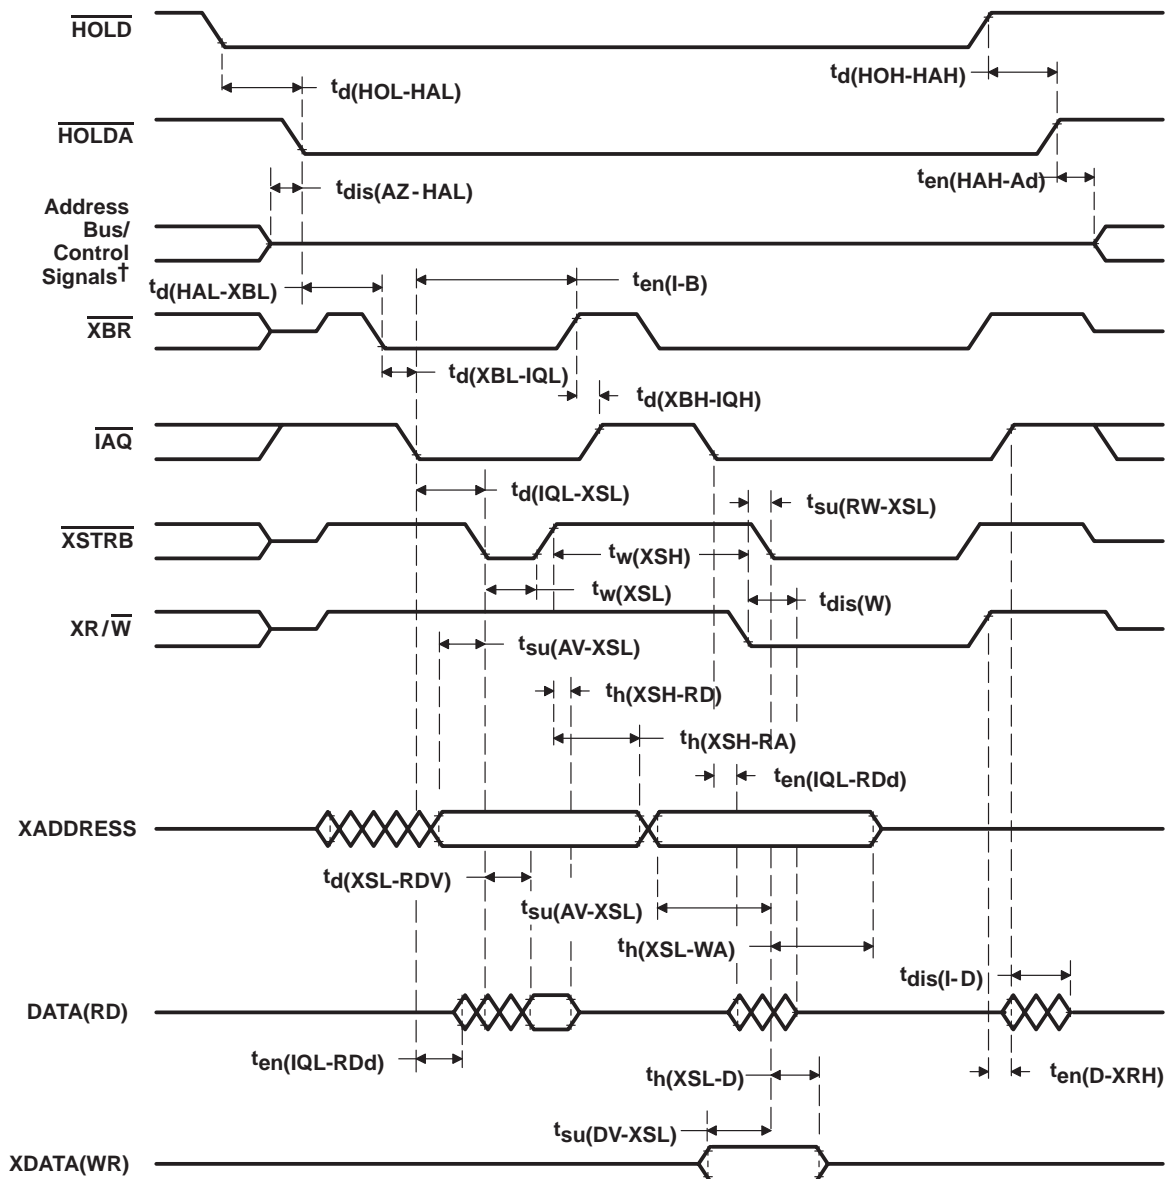 HOLD
td(HOL-HAL)
td(HOH-HAH)
HOLDA
tdis(AZ-HAL)
ten(HAH-Ad)
Address
Bus/
Control
Signals†
td(HAL-XBL)
ten(I-B)
XBR
td(XBL-IQL)
td(XBH-IQH)
IAQ
td(IQL-XSL)
tsu(RW-XSL)
XSTRB
tw(XSH)
tw(XSL)
tdis(W)
XR/W
tsu(AV-XSL)
th(XSH-RD)
th(XSH-RA)
ten(IQL-RDd)
XADDRESS
td(XSL-RDV)
tsu(AV-XSL)
th(XSL-WA)
tdis(I-D)
DATA(RD)
ten(IQL-RDd)
th(XSL-D)
ten(D-XRH)
tsu(DV-XSL)
XDATA(WR)